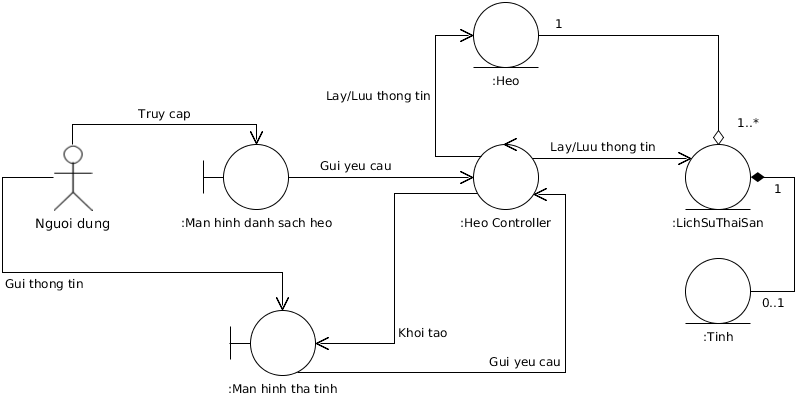 1
:Heo
Lay/Luu thong tin
Truy cap
1..*
Lay/Luu thong tin
Gui yeu cau
1
Nguoi dung
:Man hinh danh sach heo
:Heo Controller
:LichSuThaiSan
Gui thong tin
0..1
Khoi tao
:Tinh
Gui yeu cau
:Man hinh tha tinh